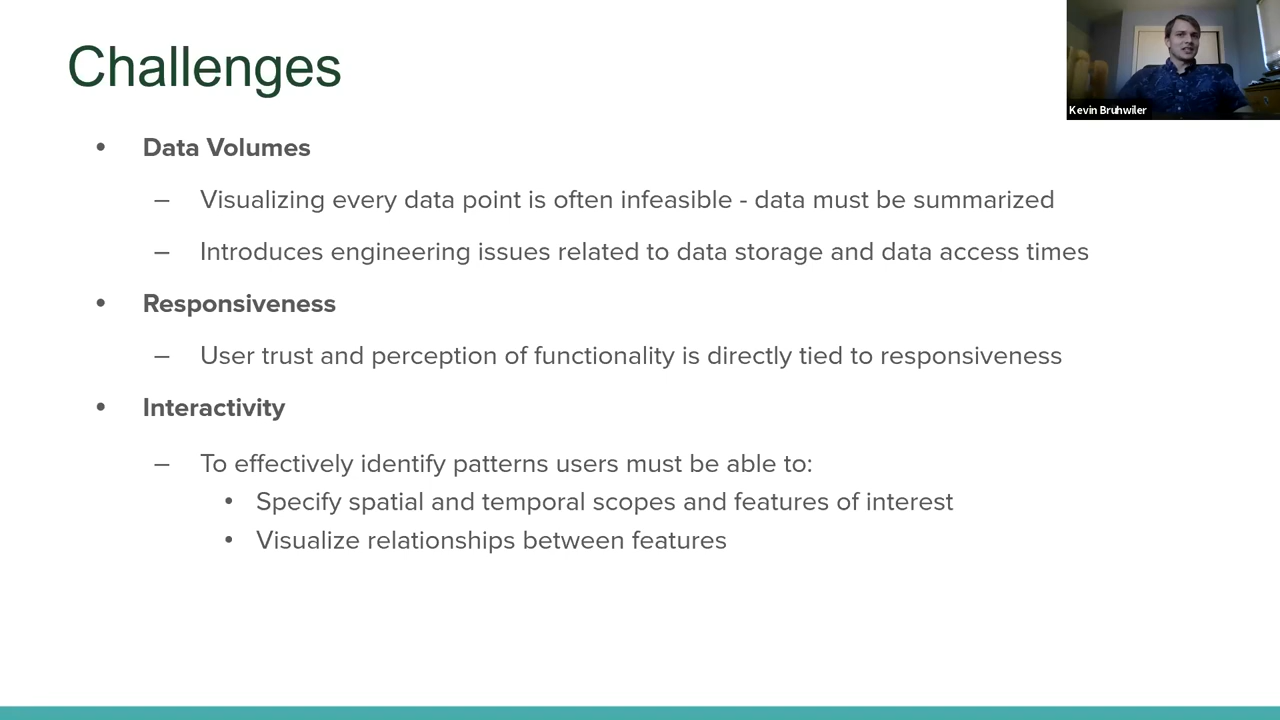 Challenges
Kevin Bruhwiler
• Data Volumes
– Visualizing every data point is often infeasible - data must be summarized
– Introduces engineering issues related to data storage and data access times
• Responsiveness
– User trust and perception of functionality is directly tied to responsiveness
• Interactivity
– To effectively identify patterns users must be able to:
• Specify spatial and temporal scopes and features of interest
• Visualize relationships between features